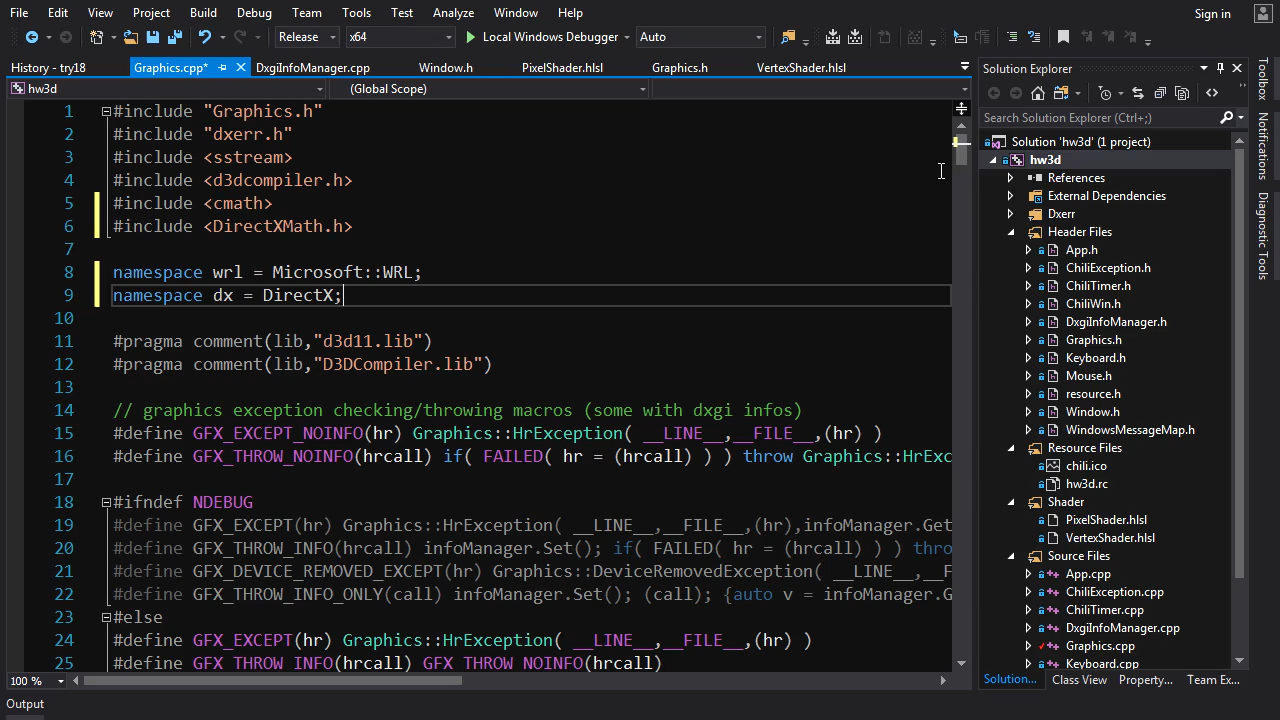 File Edit View Project Build Debug Team Tools Test Analyze Window Help Sign in
Release x64 Local Windows Debugger Auto
History - try18 Graphics.cpp* DxgiInfoManager.cpp Window.h PixelShader.hlsl Graphics.h VertexShader.hlsl
hw3d (Global Scope)
1 #include "Graphics.h"
2 #include "dxerr.h"
3 #include <sstream>
4 #include <d3dcompiler.h>
5 #include <cmath>
6 #include <DirectXMath.h>
7
8 namespace wrl = Microsoft::WRL;
9 namespace dx = DirectX;
10
11 #pragma comment(lib,"d3d11.lib")
12 #pragma comment(lib,"D3DCompiler.lib")
13
14 // graphics exception checking/throwing macros (some with dxgi infos)
15 #define GFX_EXCEPT_NOINFO(hr) Graphics::HrException( __LINE__,__FILE__,(hr) )
16 #define GFX_THROW_NOINFO(hrcall) if( FAILED( hr = (hrcall) ) ) throw Graphics::HrExc
17
18 #ifndef NDEBUG
19 #define GFX_EXCEPT(hr) Graphics::HrException( __LINE__,__FILE__,(hr),infoManager.Get
20 #define GFX_THROW_INFO(hrcall) infoManager.Set(); if( FAILED( hr = (hrcall) ) ) thro
21 #define GFX_DEVICE_REMOVED_EXCEPT(hr) Graphics::DeviceRemovedException( __LINE__,__F
22 #define GFX_THROW_INFO_ONLY(call) infoManager.Set(); (call); {auto v = infoManager.G
23 #else
24 #define GFX_EXCEPT(hr) Graphics::HrException( __LINE__,__FILE__,(hr) )
25 #define GFX_THROW_INFO(hrcall) GFX_THROW_NOINFO(hrcall)
100 %
Output
Solution Explorer
Search Solution Explorer (Ctrl+;)
Solution 'hw3d' (1 project)
hw3d
References
External Dependencies
Dxerr
Header Files
App.h
ChiliException.h
ChiliTimer.h
ChiliWin.h
DxgiInfoManager.h
Graphics.h
Keyboard.h
Mouse.h
resource.h
Window.h
WindowsMessageMap.h
Resource Files
chili.ico
hw3d.rc
Shader
PixelShader.hlsl
VertexShader.hlsl
Source Files
App.cpp
ChiliException.cpp
ChiliTimer.cpp
DxgiInfoManager.cpp
Graphics.cpp
Keyboard.cpp
Solution... Class View Property... Team Ex...
Toolbox
Notifications
Diagnostic Tools